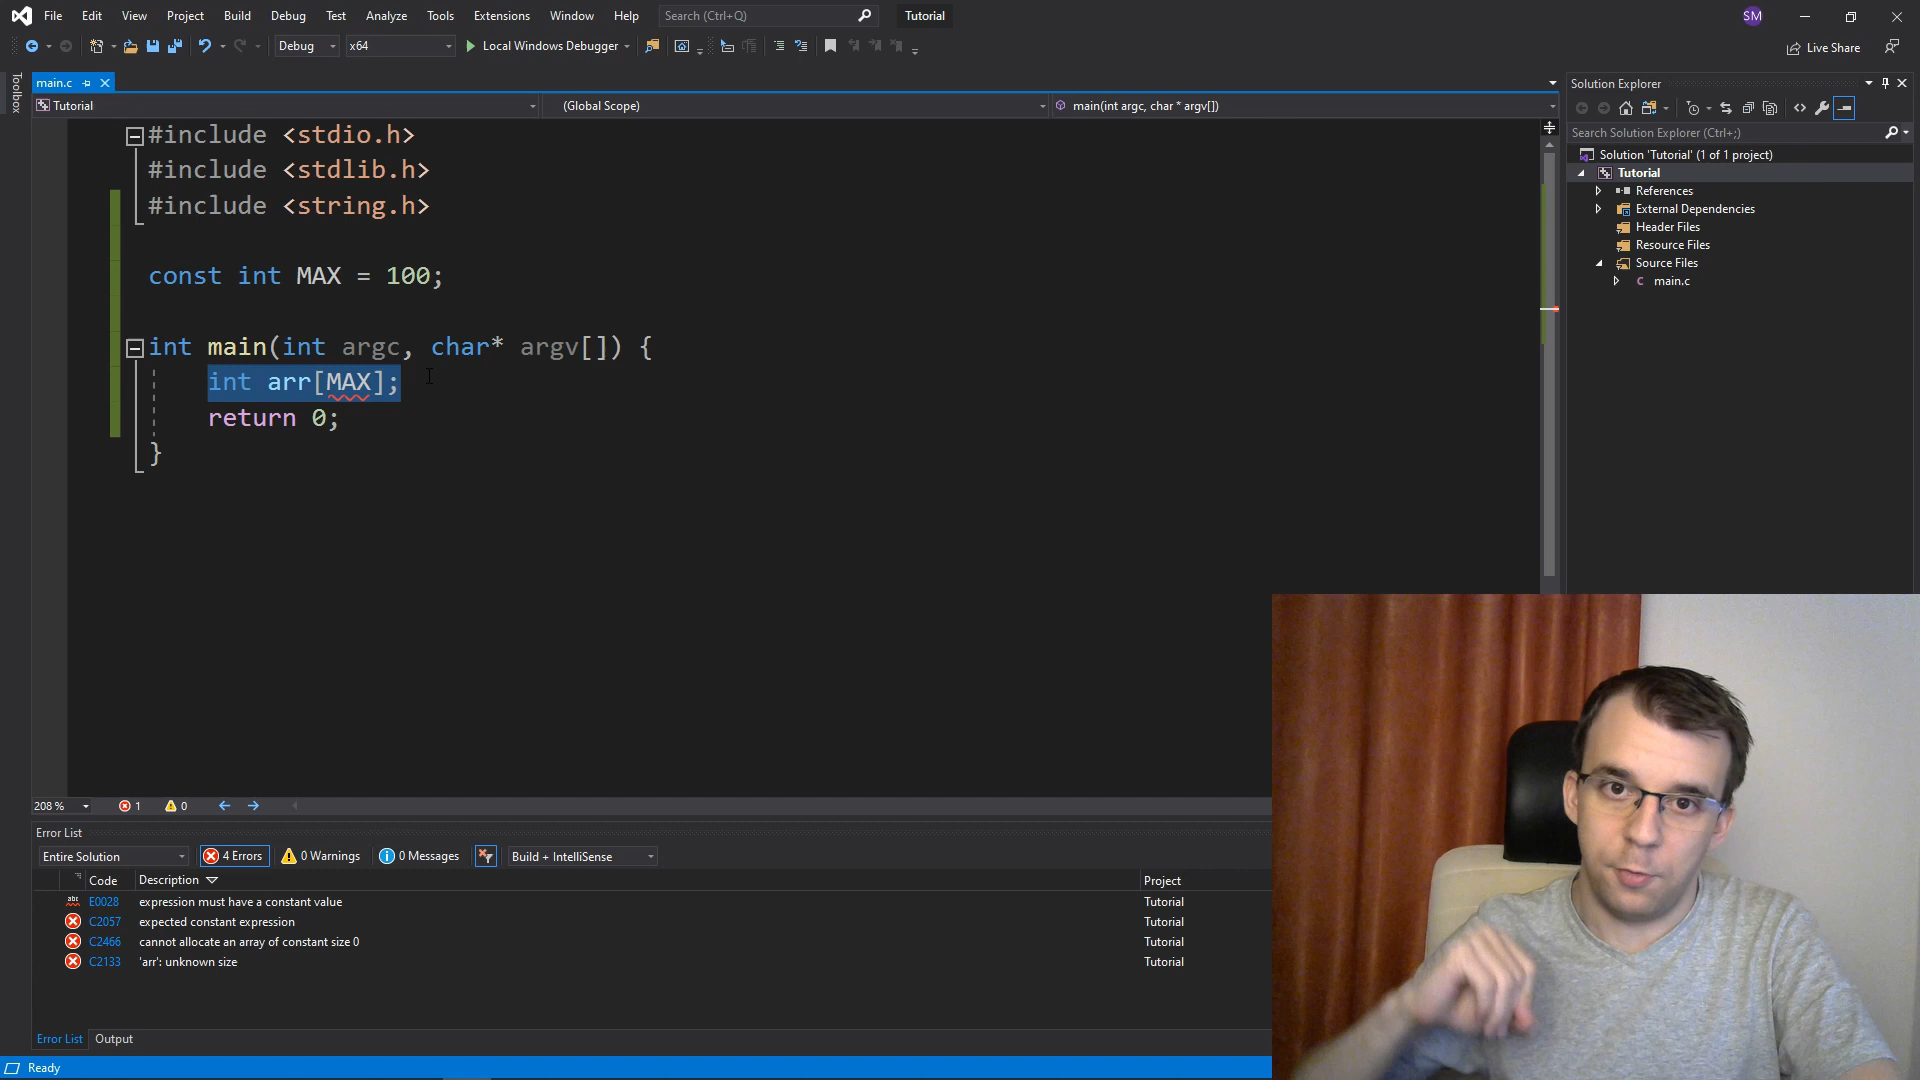 File Edit View Project Build Debug Test Analyze Tools Extensions Window Help Search (Ctrl+Q) Tutorial SM
Debug x64 Local Windows Debugger Live Share
Toolbox
main.c
Tutorial (Global Scope) main(int argc, char * argv[])
#include <stdio.h>
#include <stdlib.h>
#include <string.h>
const int MAX = 100;
int main(int argc, char* argv[]) {
int arr[MAX];
return 0;
}
208 % 1 0
Error List
Entire Solution 4 Errors 0 Warnings 0 Messages Build + IntelliSense
Code Description Project
abc E0028 expression must have a constant value Tutorial
C2057 expected constant expression Tutorial
C2466 cannot allocate an array of constant size 0 Tutorial
C2133 'arr': unknown size Tutorial
Error List Output
Ready
Solution Explorer
Search Solution Explorer (Ctrl+;)
Solution 'Tutorial' (1 of 1 project)
Tutorial
References
External Dependencies
Header Files
Resource Files
Source Files
C main.c